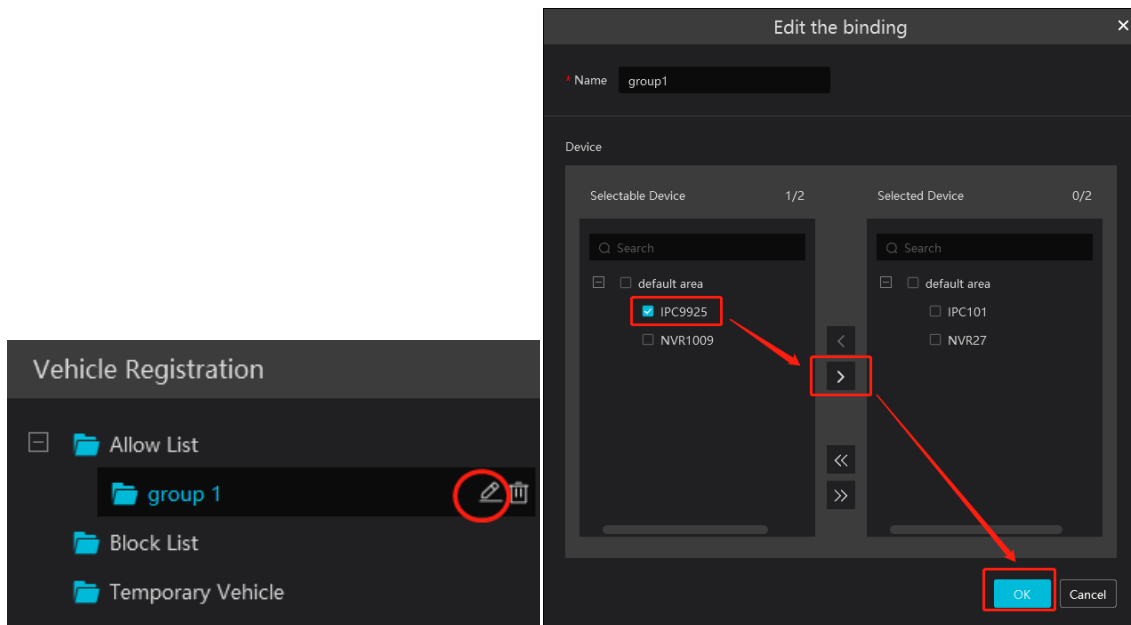 Vehicle Registration
Allow List
group 1
Block List
Temporary Vehicle
Edit the binding
* Name group1
Device
Selectable Device 1/2
Search
default area
IPC9925
NVR1009
Selected Device 0/2
Search
default area
IPC101
NVR27
OK Cancel